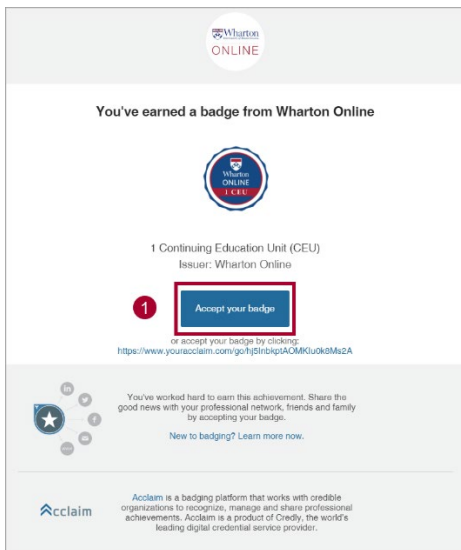 Wharton
ONLINE
You've earned a badge from Wharton Online
Wharton
ONLINE
1 CEU
1 Continuing Education Unit (CEU)
Issuer: Wharton Online
1
Accept your badge
or accept your badge by clicking:
https://www.youracclaim.com/go/hj5InbkptAOMKlu0k8Ms2A
You've worked hard to earn this achievement. Share the
good news with your professional network, friends and family
by accepting your badge.
New to badging? Learn more now.
Acclaim
Acclaim is a badging platform that works with credible
organizations to recognize, manage and share professional
achievements. Acclaim is a product of Credly, the world's
leading digital credential service provider.